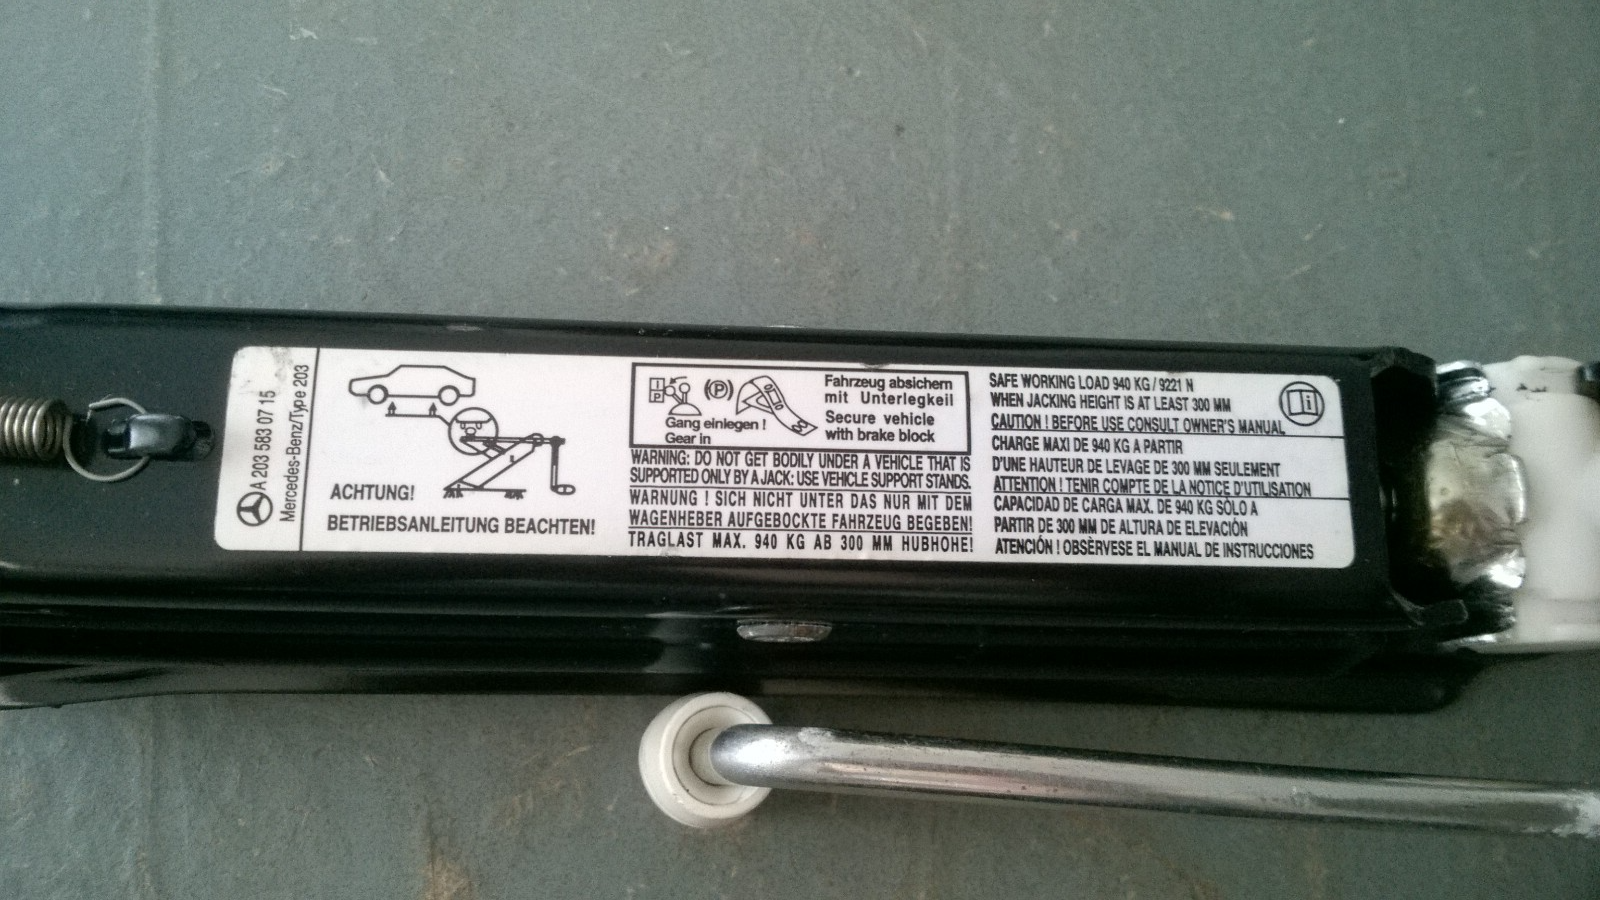 A 203 583 07 15
Mercedes-Benz/Type 203
ACHTUNG!
BETRIEBSANLEITUNG BEACHTEN!
I
P
(P)
Gang einlegen !
Gear in
Fahrzeug absichern
mit Unterlegkeil
Secure vehicle
with brake block
WARNING: DO NOT GET BODILY UNDER A VEHICLE THAT IS
SUPPORTED ONLY BY A JACK: USE VEHICLE SUPPORT STANDS.
WARNUNG ! SICH NICHT UNTER DAS NUR MIT DEM
WAGENHEBER AUFGEBOCKTE FAHRZEUG BEGEBEN!
TRAGLAST MAX. 940 KG AB 300 MM HUBHOHE!
SAFE WORKING LOAD 940 KG / 9221 N
WHEN JACKING HEIGHT IS AT LEAST 300 MM
CAUTION ! BEFORE USE CONSULT OWNER'S MANUAL
i
CHARGE MAXI DE 940 KG A PARTIR
D'UNE HAUTEUR DE LEVAGE DE 300 MM SEULEMENT
ATTENTION ! TENIR COMPTE DE LA NOTICE D'UTILISATION
CAPACIDAD DE CARGA MAX. DE 940 KG SÓLO A
PARTIR DE 300 MM DE ALTURA DE ELEVACIÓN
ATENCIÓN ! OBSÈRVESE EL MANUAL DE INSTRUCCIONES